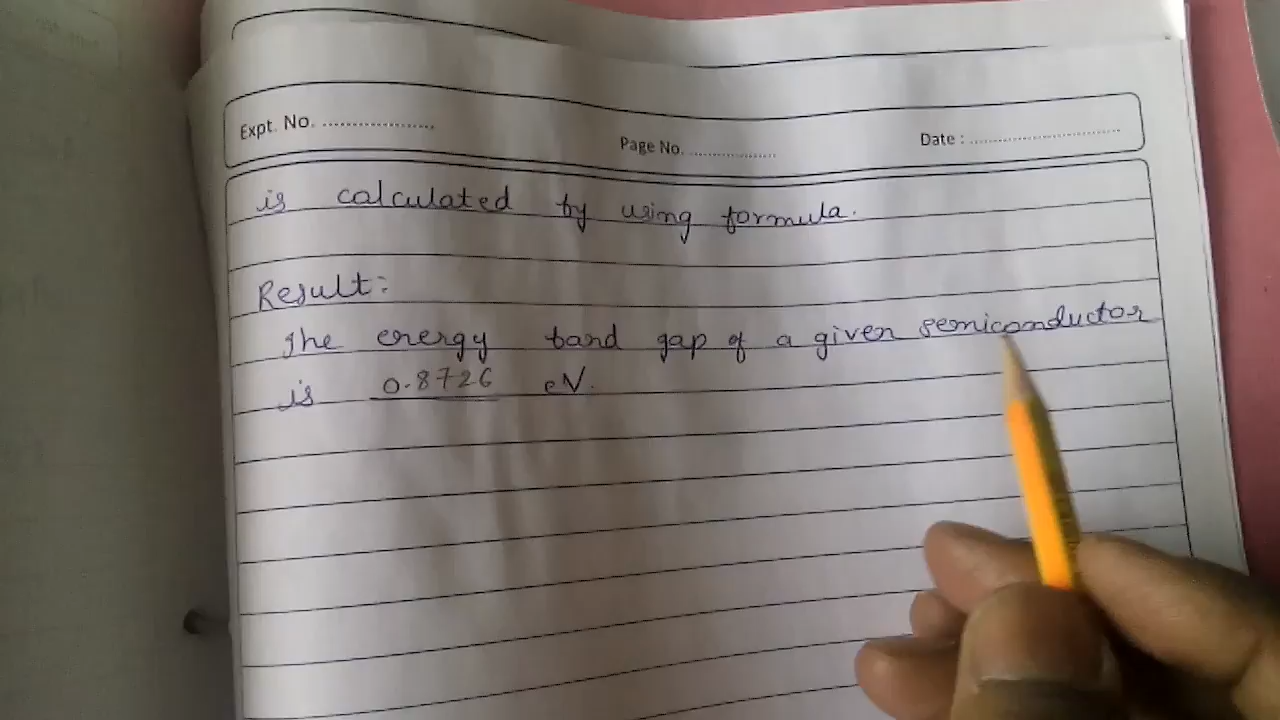 Expt. No. ....................
Page No. ....................
Date : ..............................
is calculated by using formula.
Result:
The energy band gap of a given semiconductor
is 0.8726 eV.